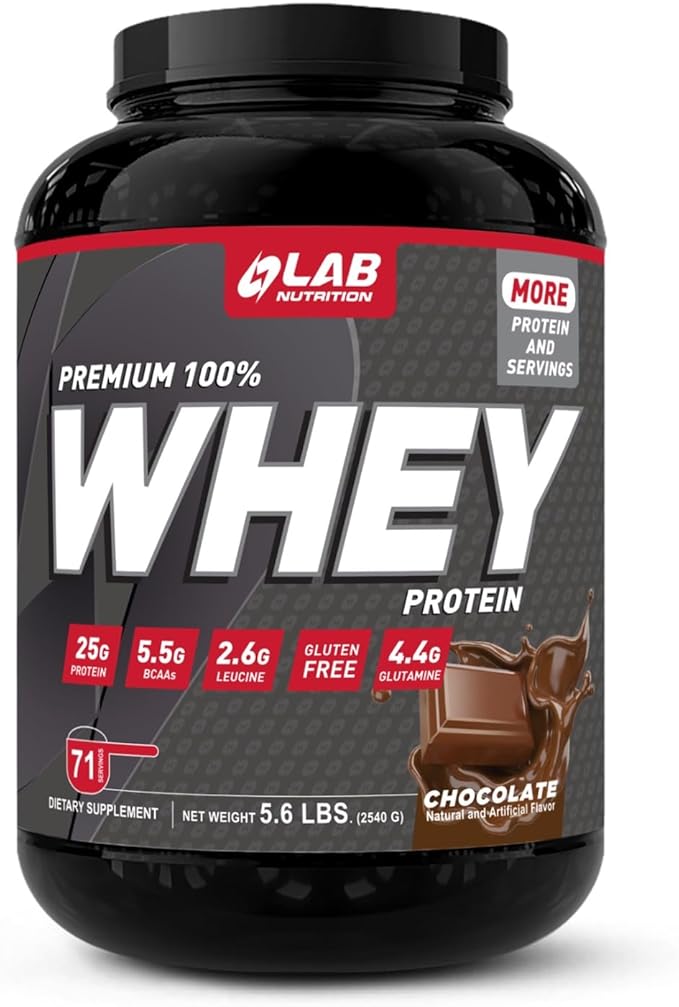 LAB
NUTRITION
MORE
PROTEIN
AND
SERVINGS
PREMIUM 100%
WHEY
PROTEIN
25G
PROTEIN
5.5G
BCAAs
2.6G
LEUCINE
GLUTEN
FREE
4.4G
GLUTAMINE
71
SERVINGS
DIETARY SUPPLEMENT
NET WEIGHT 5.6 LBS. (2540 G)
CHOCOLATE
Natural and Artificial Flavor